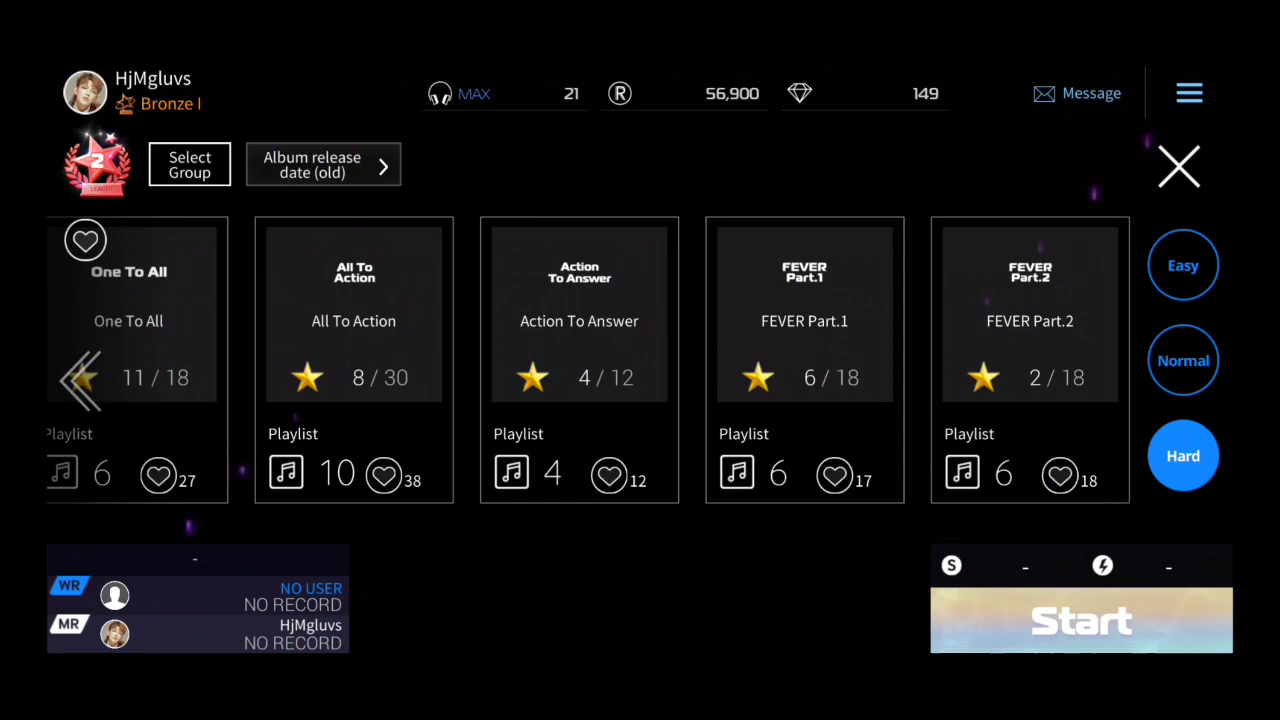 HjMgluvs
Bronze I
MAX 21
R 56,900
149
Message
2
LEAGUE
Select
Group
Album release
date (old)
One To All
One To All
11 / 18
Playlist
6
27
All To
Action
All To Action
8 / 30
Playlist
10
38
Action
To Answer
Action To Answer
4 / 12
Playlist
4
12
FEVER
Part.1
FEVER Part.1
6 / 18
Playlist
6
17
FEVER
Part.2
FEVER Part.2
2 / 18
Playlist
6
18
Easy
Normal
Hard
-
WR
NO USER
NO RECORD
MR
HjMgluvs
NO RECORD
S - -
Start